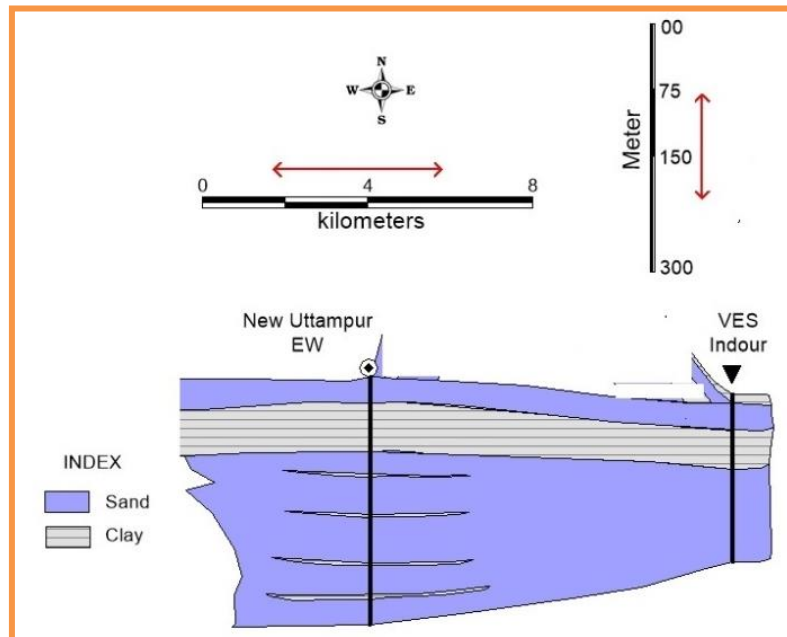 00
N
W E
S
75
Meter
150
0 4 8
kilometers
300
New Uttampur
EW
VES
Indour
INDEX
Sand
Clay